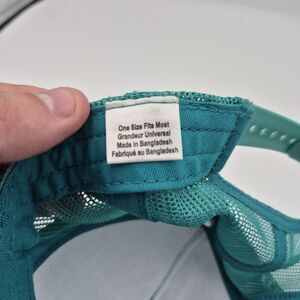 One Size Fits Most
Grandeur Universal
Made in Bangladesh
Fabriqué au Bangladesh